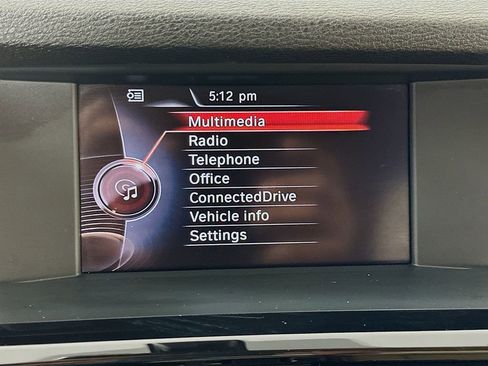 5:12 pm
Multimedia
Radio
Telephone
Office
ConnectedDrive
Vehicle info
Settings